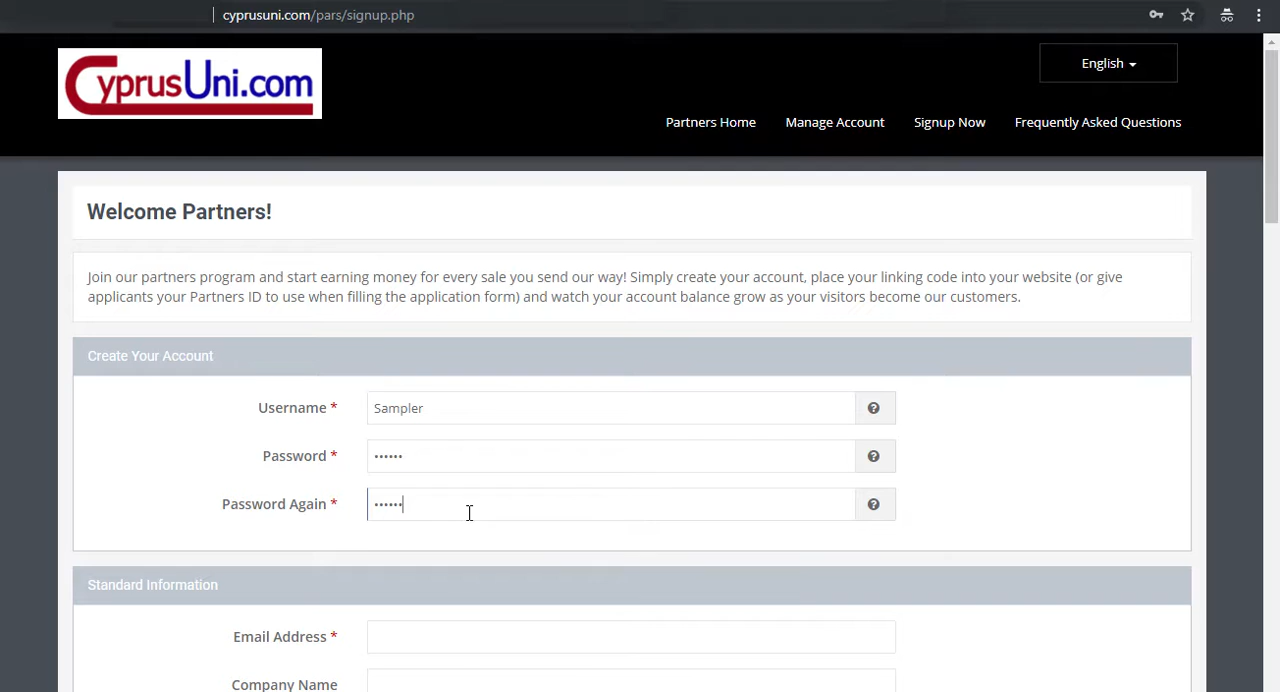 cyprusuni.com/pars/signup.php
CyprusUni.com
English
Partners Home Manage Account Signup Now Frequently Asked Questions
Welcome Partners!
Join our partners program and start earning money for every sale you send our way! Simply create your account, place your linking code into your website (or give
applicants your Partners ID to use when filling the application form) and watch your account balance grow as your visitors become our customers.
Create Your Account
Username * Sampler
Password * ••••••
Password Again * ••••••
Standard Information
Email Address *
Company Name